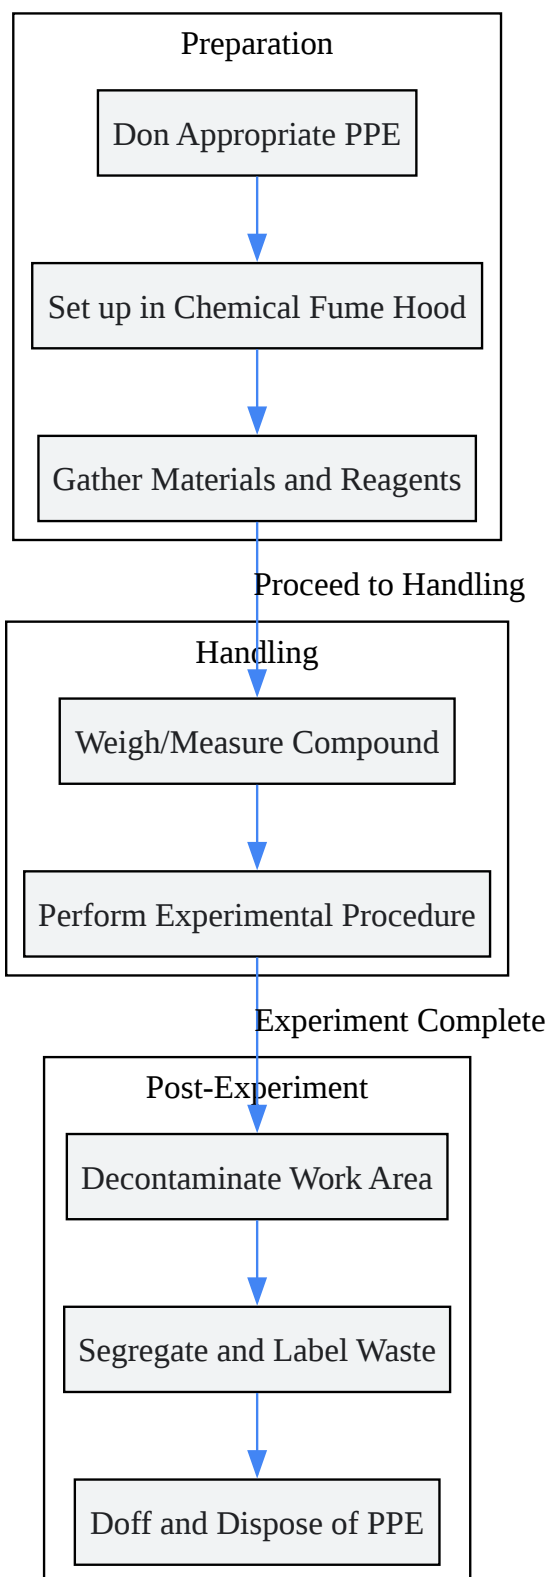 Preparation
Don Appropriate PPE
Set up in Chemical Fume Hood
Gather Materials and Reagents
Proceed to Handling
Handling
Weigh/Measure Compound
Perform Experimental Procedure
Experiment Complete
Post-Experiment
Decontaminate Work Area
Segregate and Label Waste
Doff and Dispose of PPE